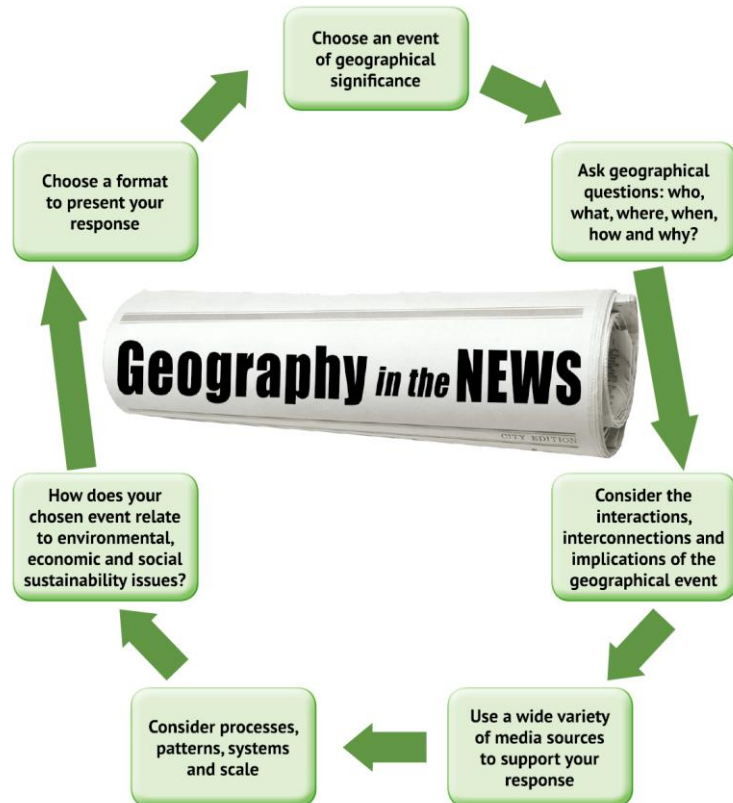 Choose an event
of geographical
significance
Ask geographical
questions: who,
what, where, when,
how and why?
Consider the
interactions,
interconnections and
implications of the
geographical event
Use a wide variety
of media sources
to support your
response
Consider processes,
patterns, systems
and scale
How does your
chosen event relate
to environmental,
economic and social
sustainability issues?
Choose a format
to present your
response
Geography in the NEWS
CITY EDITION